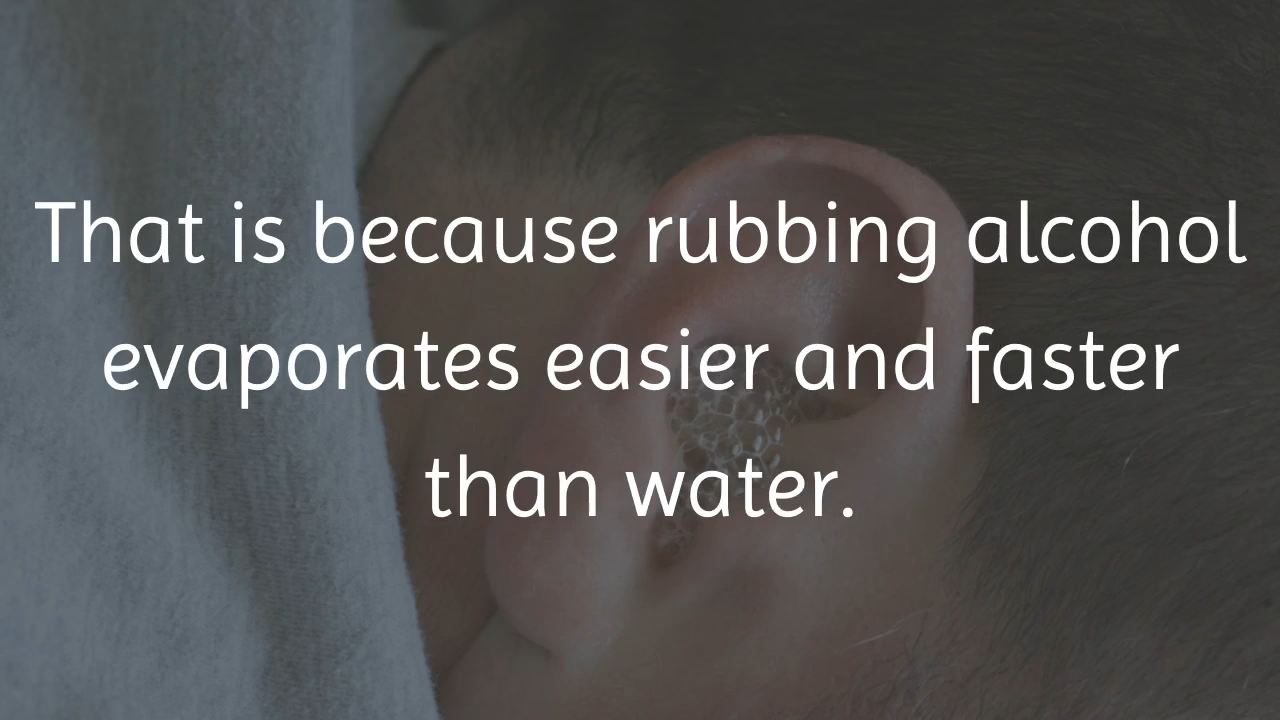 That is because rubbing alcohol
evaporates easier and faster
than water.